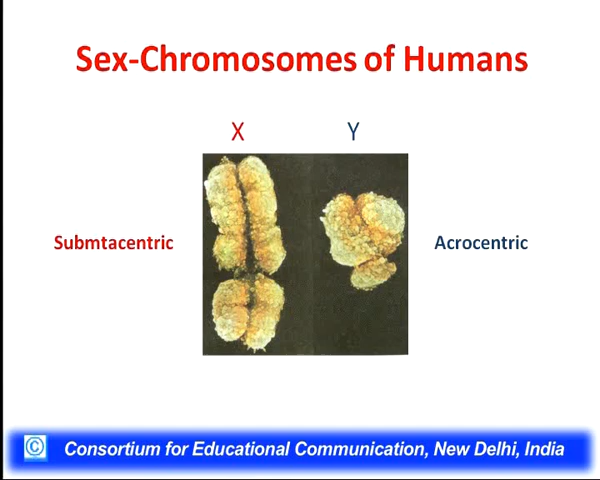 Sex-Chromosomes of Humans
X Y
Submtacentric Acrocentric
© Consortium for Educational Communication, New Delhi, India